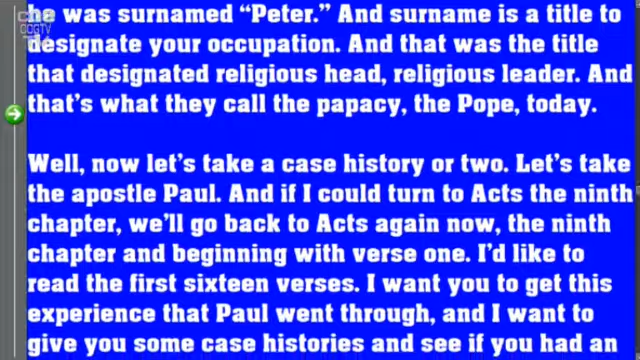 he was surnamed “Peter.” And surname is a title to
designate your occupation. And that was the title
that designated religious head, religious leader. And
that’s what they call the papacy, the Pope, today.
Well, now let’s take a case history or two. Let’s take
the apostle Paul. And if I could turn to Acts the ninth
chapter, we’ll go back to Acts again now, the ninth
chapter and beginning with verse one. I’d like to
read the first sixteen verses. I want you to get this
experience that Paul went through, and I want to
give you some case histories and see if you had an